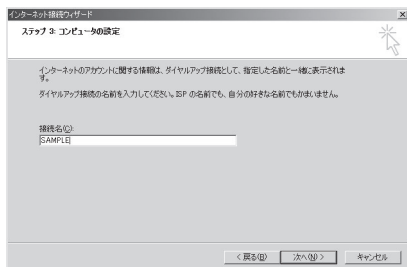 インターネット接続ウィザード
ステップ 3: コンピュータの設定
インターネットのアカウントに関する情報は、ダイヤルアップ接続として、指定した名前と一緒に表示されま
す。
ダイヤルアップ接続の名前を入力してください。ISP の名前でも、自分の好きな名前でもかまいません。
接続名(C):
SAMPLE
< 戻る(B)
次へ(N) >
キャンセル